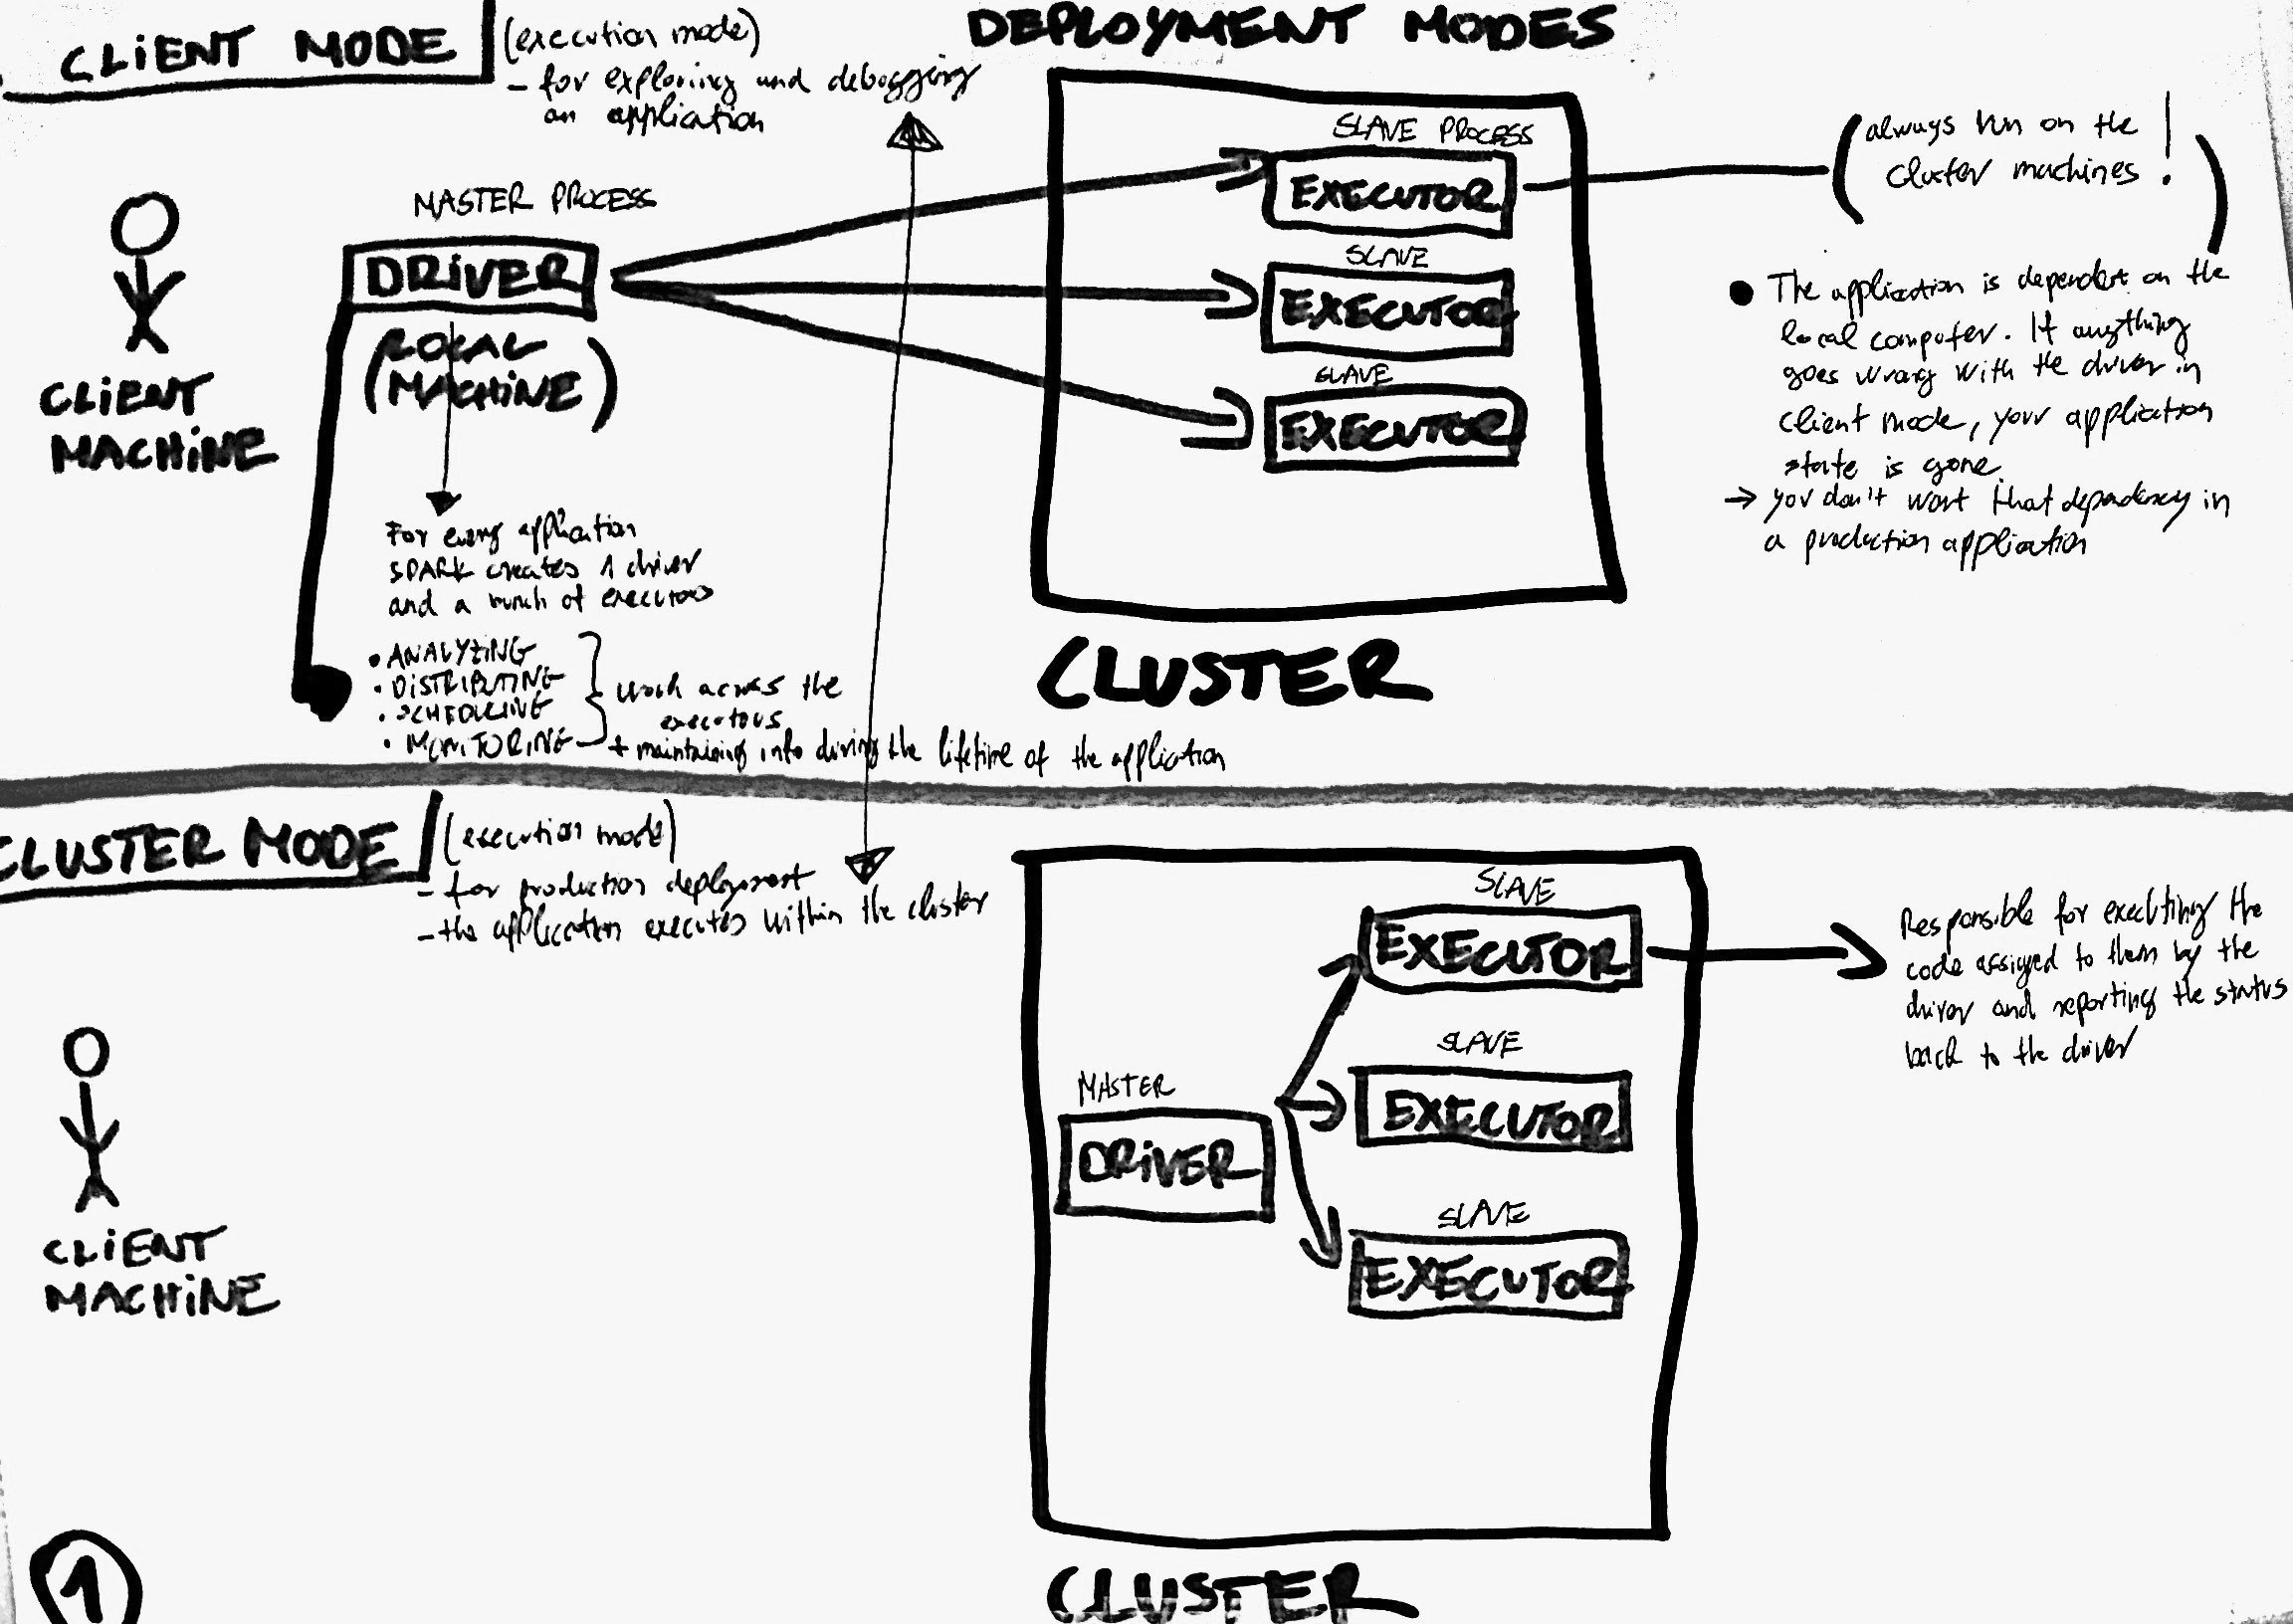 DEPLOYMENT MODES
CLiENT MODE
(execution mode)
- for exploring and debugging
an application
MASTER PROCESS
DRiVER
(LOCAL
MACHiNE)
CLiENT
MACHiNE
For every application
SPARK creates 1 driver
and a bunch of executors
• ANALYZiNG
• DiSTRIBUTING
• SCHEDULING
• MONiTORING
work across the
executors
+ maintaining info during the lifetime of the application
SLAVE PROCESS
EXECUTOR
SLAVE
EXECUTOR
SLAVE
EXECUTOR
CLUSTER
(always run on the
cluster machines!)
• The application is dependent on the
local computer. If anything
goes wrong with the driver in
client mode, your application
state is gone.
→ you don't want that dependency in
a production application
CLUSTER MODE
(execution mode)
- for production deployment
- the application executes within the cluster
CLiENT
MACHiNE
MASTER
DRiVER
SLAVE
EXECUTOR
SLAVE
EXECUTOR
SLAVE
EXECUTOR
CLUSTER
Responsible for executing the
code assigned to them by the
driver and reporting the status
back to the driver
1